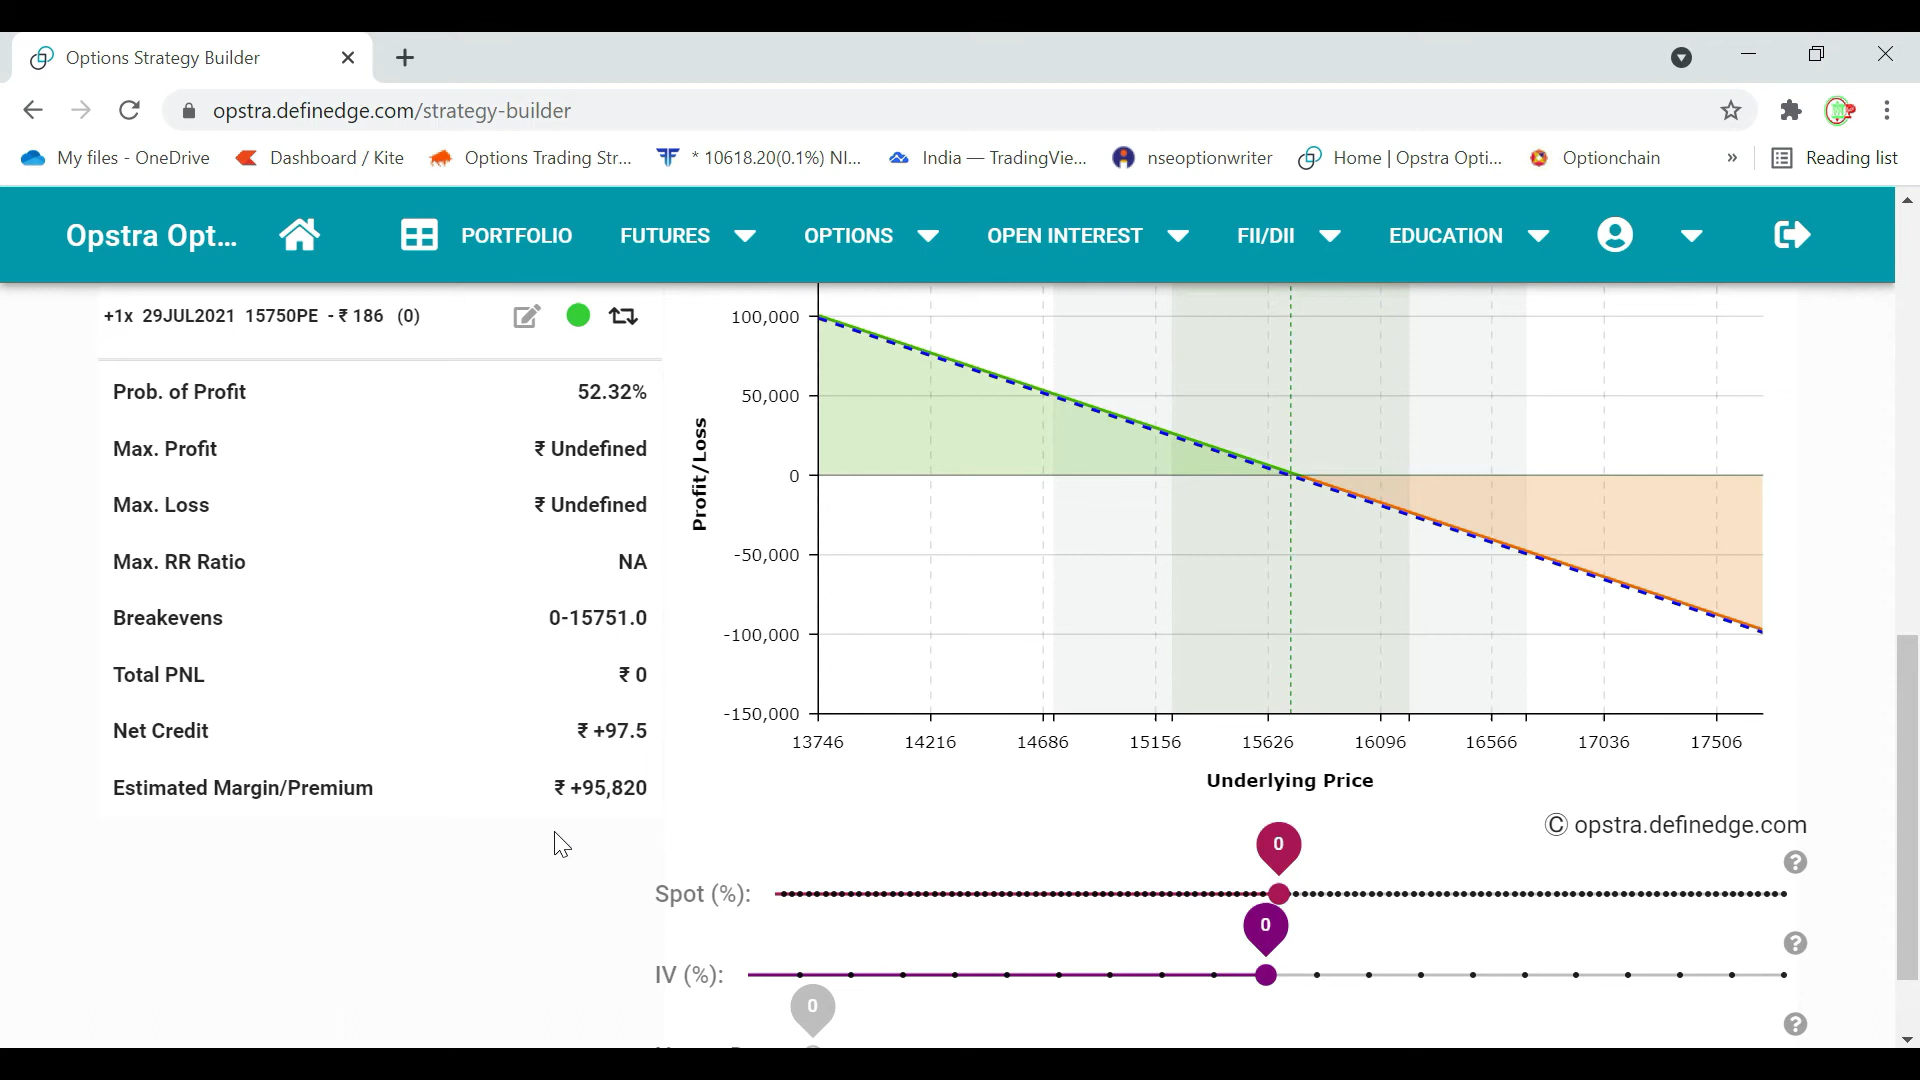 Options Strategy Builder
opstra.definedge.com/strategy-builder
My files - OneDrive
Dashboard / Kite
Options Trading Str...
* 10618.20(0.1%) NI...
India — TradingVie...
nseoptionwriter
Home | Opstra Opti...
Optionchain
»
Reading list
Opstra Opt...
PORTFOLIO
FUTURES
OPTIONS
OPEN INTEREST
FII/DII
EDUCATION
+1x 29JUL2021 15750PE - ₹ 186 (0)
Prob. of Profit 52.32%
Max. Profit ₹ Undefined
Max. Loss ₹ Undefined
Max. RR Ratio NA
Breakevens 0-15751.0
Total PNL ₹ 0
Net Credit ₹ +97.5
Estimated Margin/Premium ₹ +95,820
Profit/Loss
100,000
50,000
0
-50,000
-100,000
-150,000
13746 14216 14686 15156 15626 16096 16566 17036 17506
Underlying Price
© opstra.definedge.com
?
0
Spot (%):
?
0
IV (%):
?
0